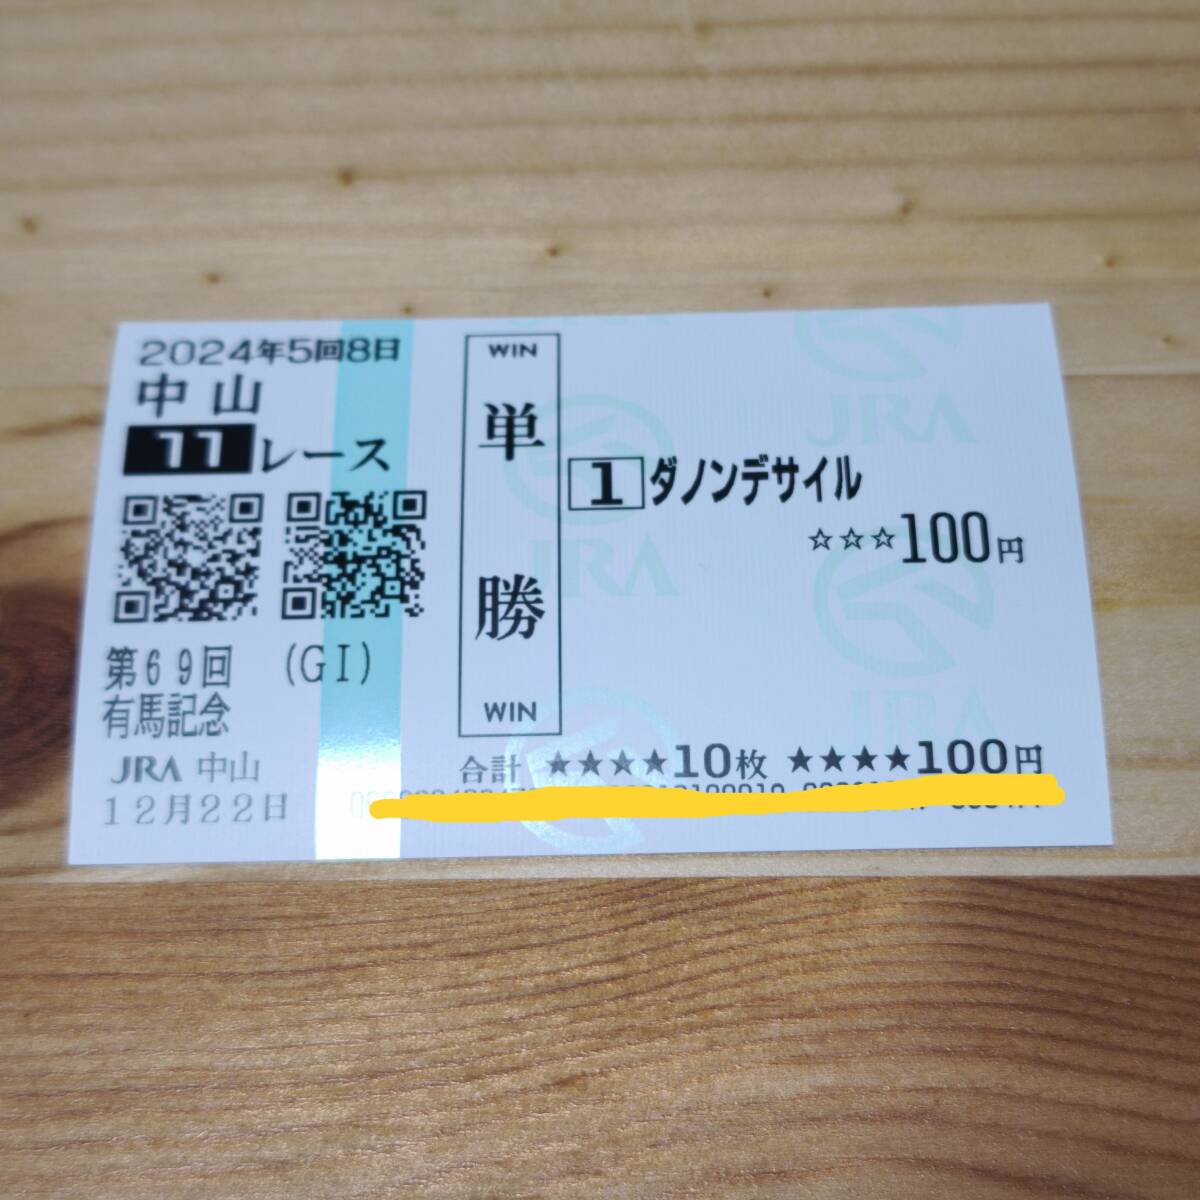 2024年5回8日
中山
11レース
第69回 (GⅠ)
有馬記念
JRA 中山
12月22日
WIN
単勝
WIN
1 ダノンデサイル
☆☆☆100円
合計 ★★★★10枚 ★★★★100円
JRA
JRA
JRA
JRA